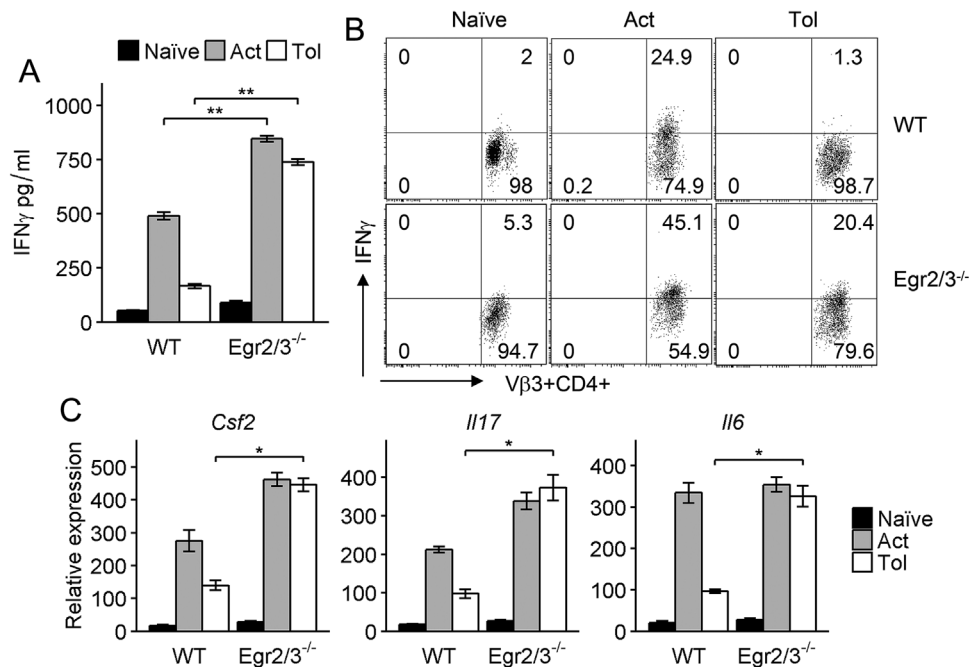 A
Naïve Act Tol
** 
**
1000
750
500
250
0
IFNγ pg/ml
WT Egr2/3-/-
B
Naïve Act Tol
0 2 0 24.9 0 1.3
WT
0 98 0.2 74.9 0 98.7
0 5.3 0 45.1 0 20.4
Egr2/3-/-
0 94.7 0 54.9 0 79.6
IFNγ
Vβ3+CD4+
C
Csf2
*
500
400
300
200
100
0
Relative expression
WT Egr2/3-/-
Il17
*
400
300
200
100
0
WT Egr2/3-/-
Il6
*
400
300
200
100
0
WT Egr2/3-/-
Naïve
Act
Tol